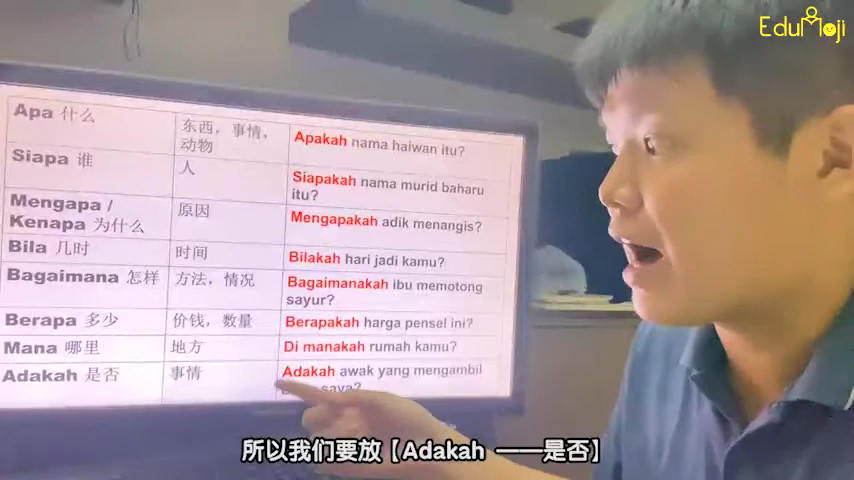 EduMoji
Apa 什么
东西，事情，
动物
Apakah nama haiwan itu?
Siapa 谁
人
Siapakah nama murid baharu
itu?
Mengapa /
Kenapa 为什么
原因
Mengapakah adik menangis?
Bila 几时
时间
Bilakah hari jadi kamu?
Bagaimana 怎样
方法，情况
Bagaimanakah ibu memotong
sayur?
Berapa 多少
价钱，数量
Berapakah harga pensel ini?
Mana 哪里
地方
Di manakah rumah kamu?
Adakah 是否
事情
Adakah awak yang mengambil
saya?
所以我们要放【Adakah ——是否】